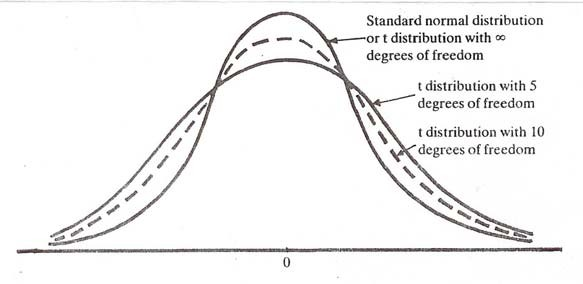 Standard normal distribution
or t distribution with ∞
degrees of freedom
t distribution with 5
degrees of freedom
t distribution with 10
degrees of freedom
0